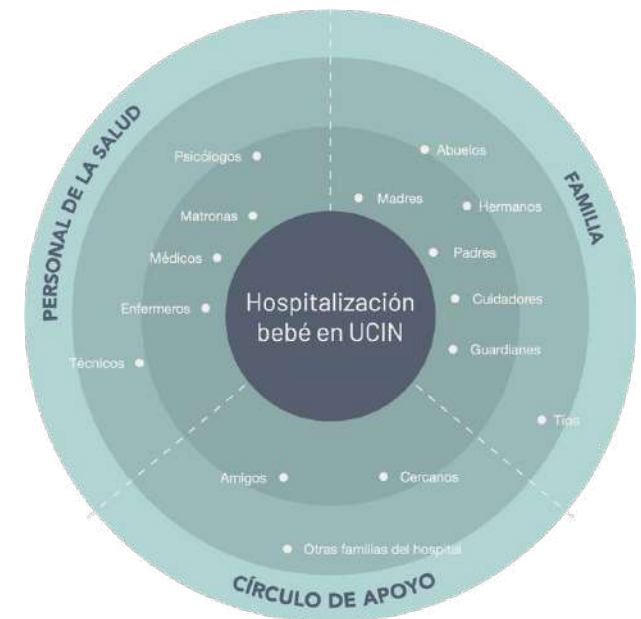 PERSONAL DE LA SALUD
Psicólogos
Matronas
Médicos
Enfermeros
Técnicos
FAMILIA
Abuelos
Madres
Hermanos
Padres
Cuidadores
Guardianes
Tíos
Hospitalización
bebé en UCIN
Amigos
Cercanos
Otras familias del hospital
CÍRCULO DE APOYO